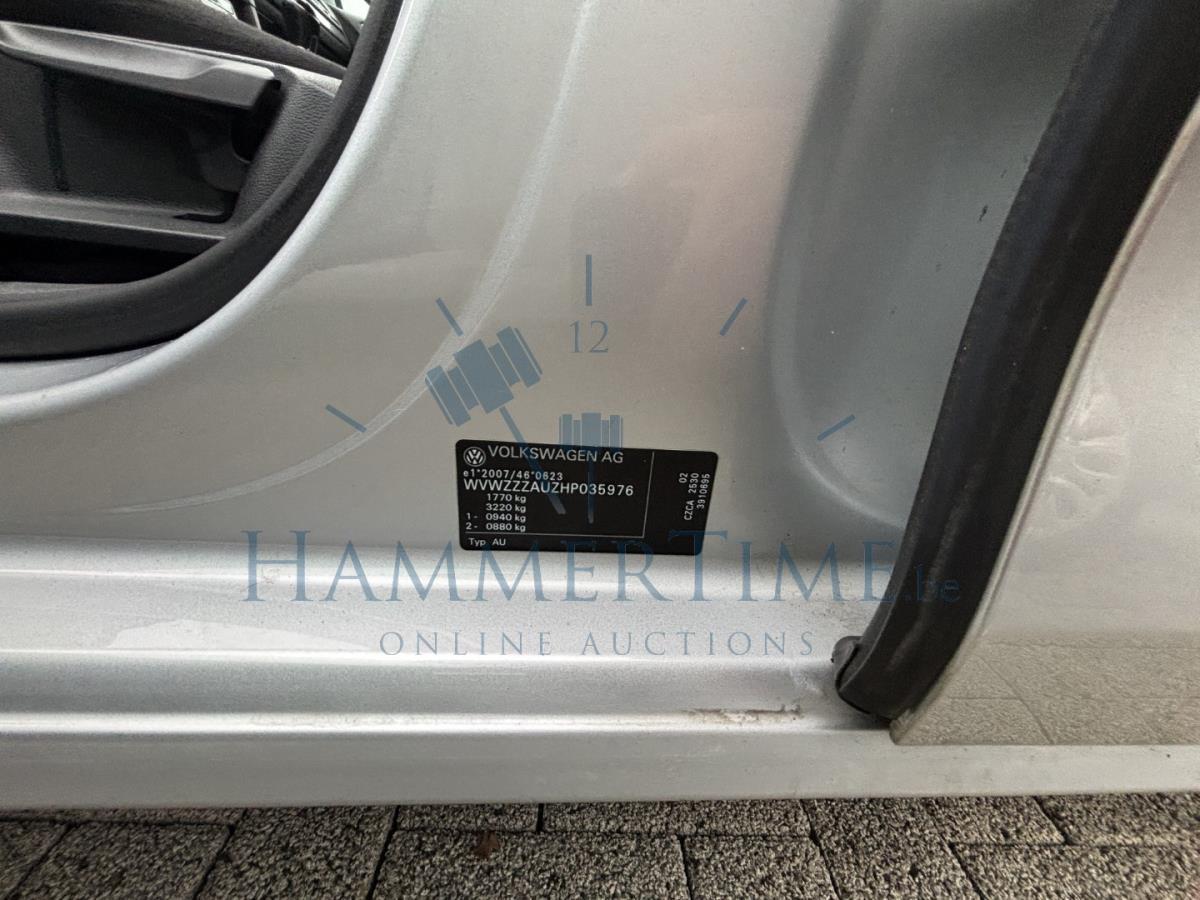 12
VOLKSWAGEN AG
e1*2007/46*0623
WVWZZZAUZHP035976
1770 kg
3220 kg
1- 0940 kg
2- 0880 kg
Typ AU
02
CZCA 2530
3910695
HAMMERTIME.be
ONLINE AUCTIONS